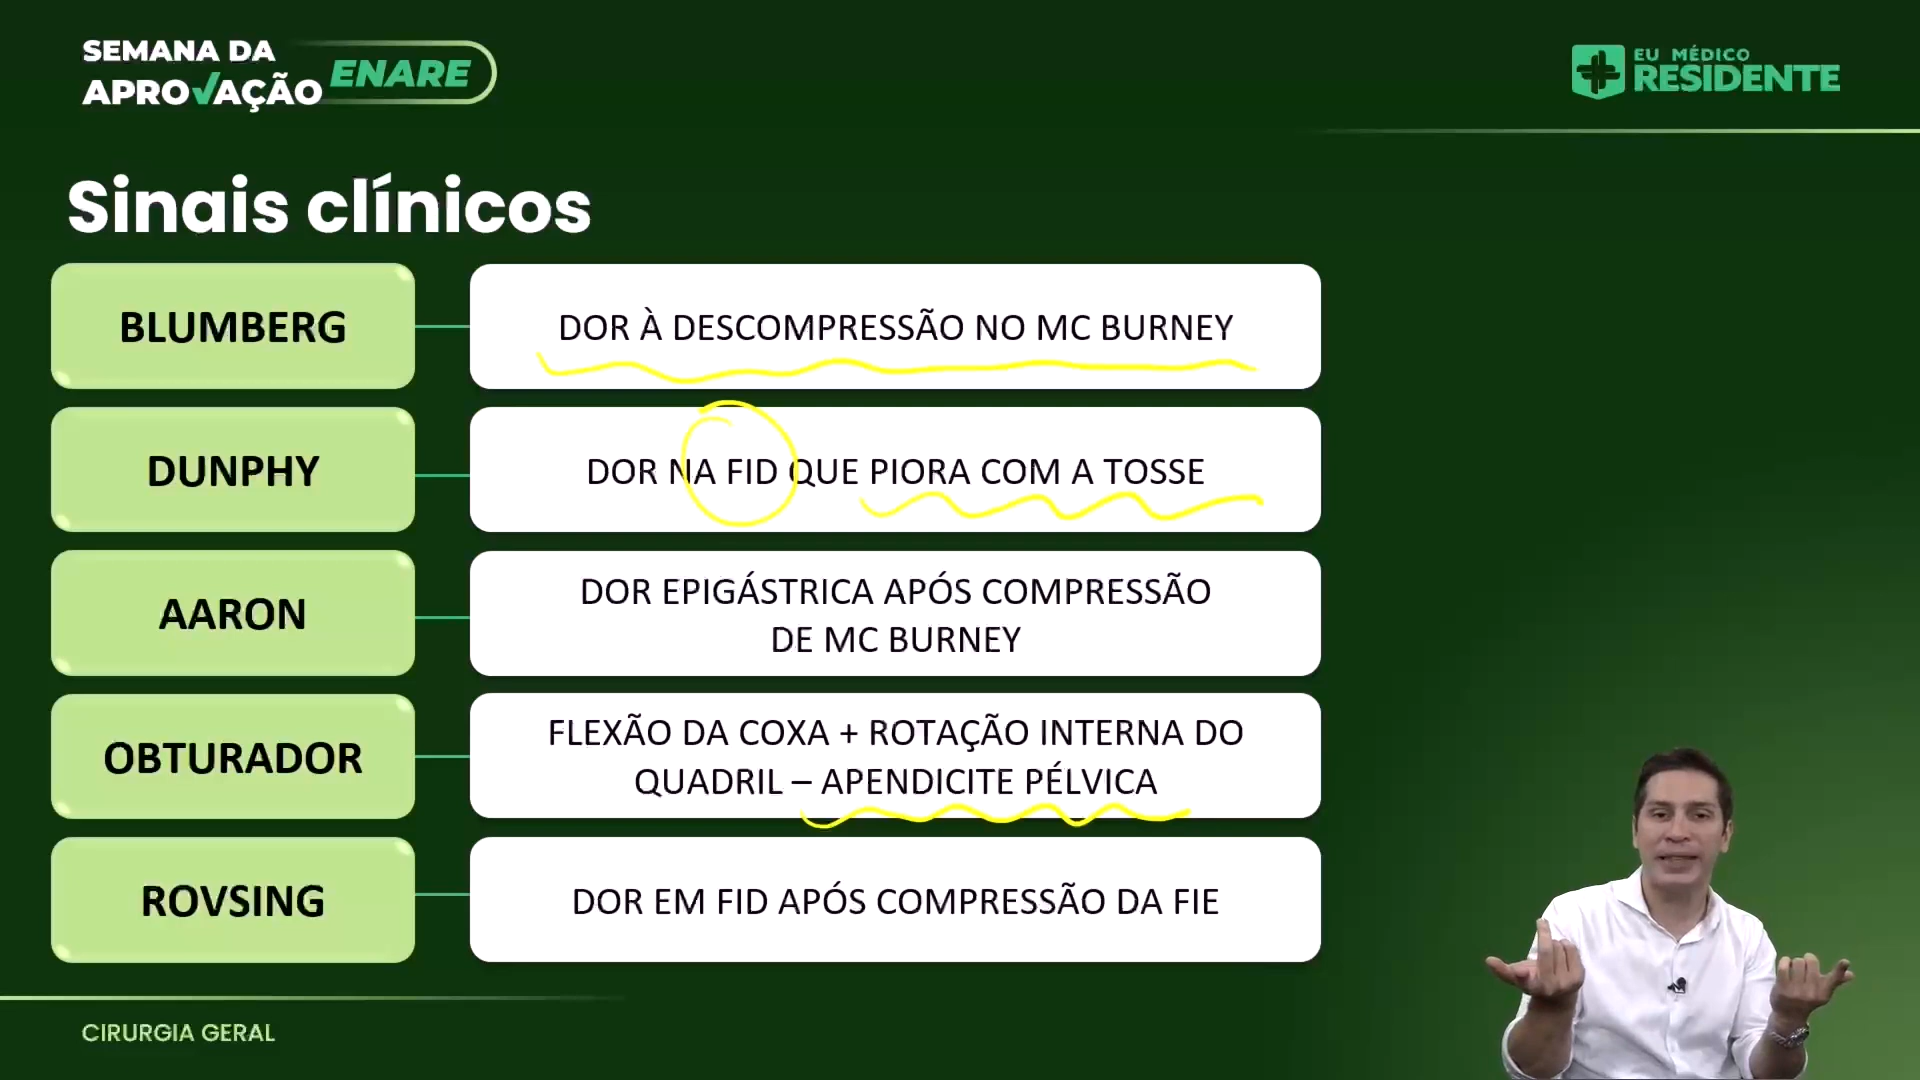 SEMANA DA
APROVAÇÃO ENARE
EU MÉDICO
RESIDENTE
Sinais clínicos
BLUMBERG
DOR À DESCOMPRESSÃO NO MC BURNEY
DUNPHY
DOR NA FID QUE PIORA COM A TOSSE
AARON
DOR EPIGÁSTRICA APÓS COMPRESSÃO
DE MC BURNEY
OBTURADOR
FLEXÃO DA COXA + ROTAÇÃO INTERNA DO
QUADRIL – APENDICITE PÉLVICA
ROVSING
DOR EM FID APÓS COMPRESSÃO DA FIE
CIRURGIA GERAL